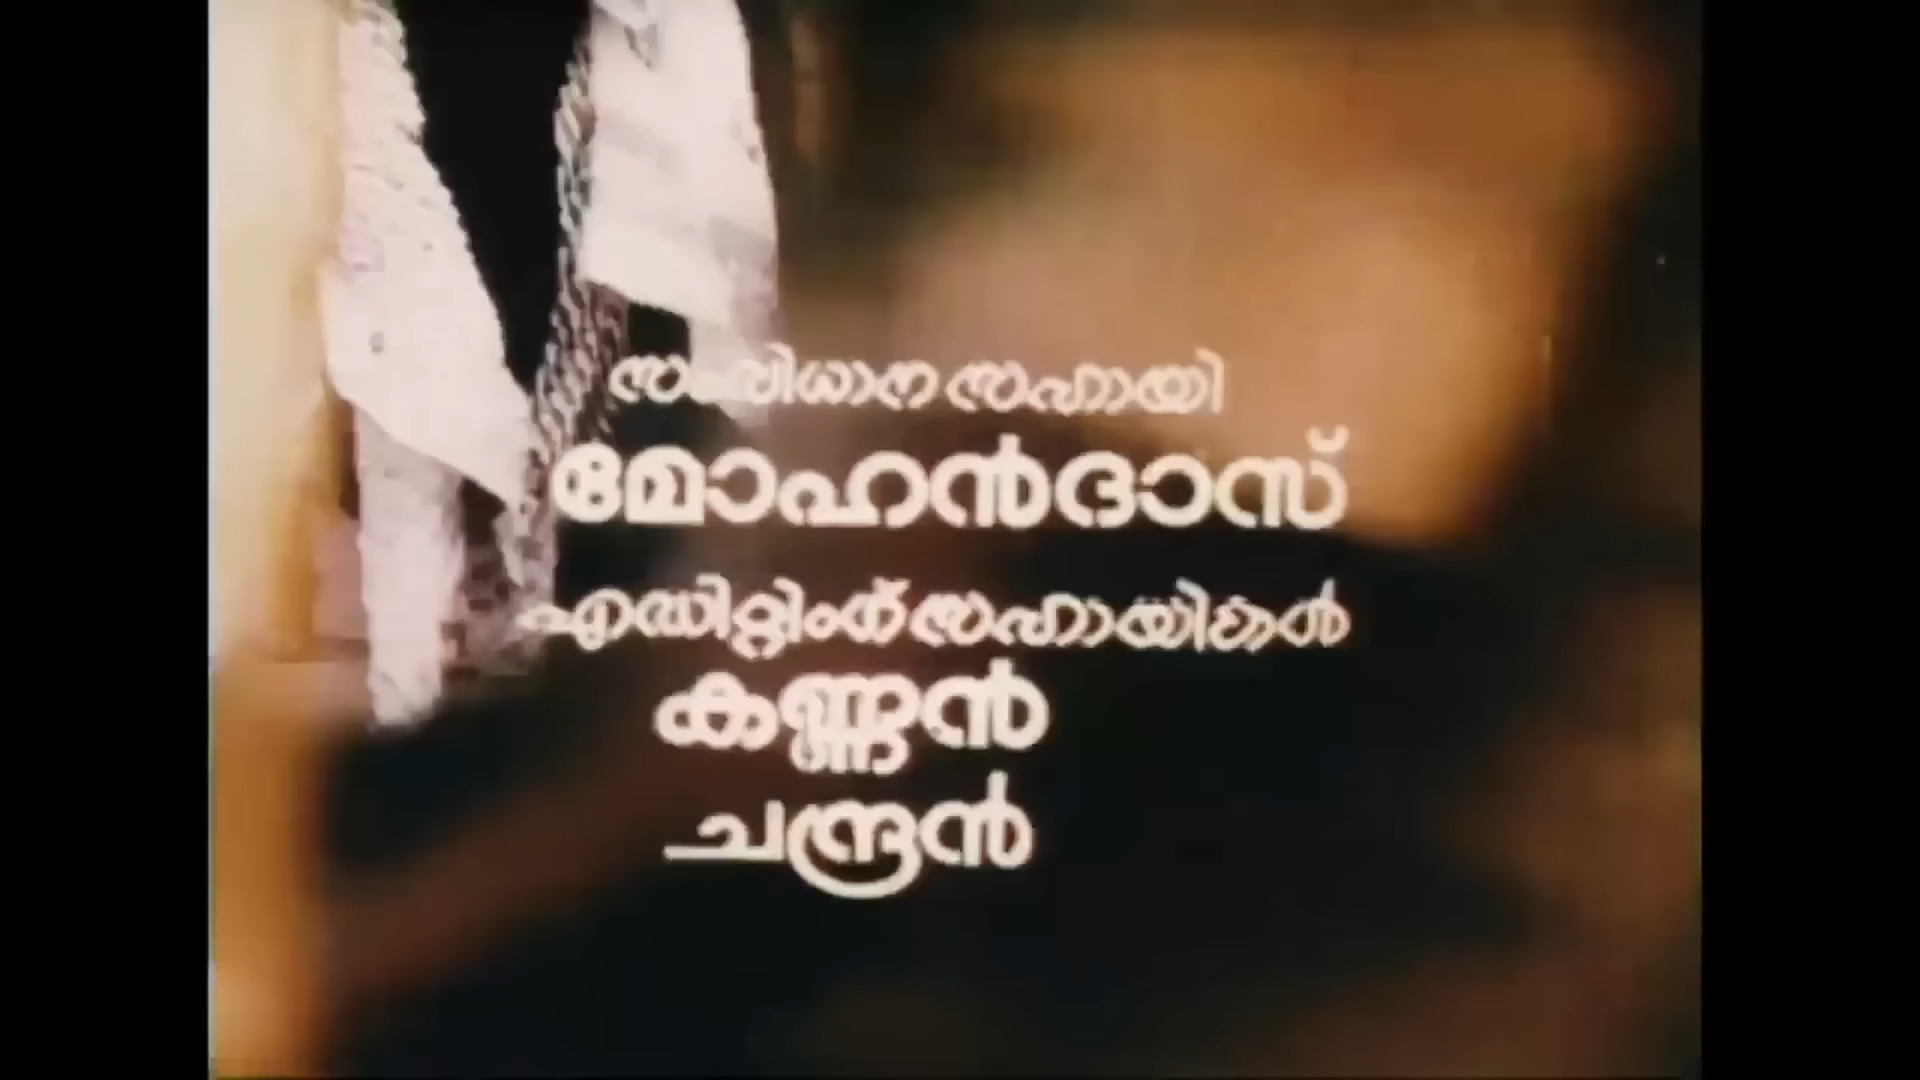 സംവിധാന സഹായി
മോഹൻദാസ്
എഡിറ്റിംഗ് സഹായികൾ
കണ്ണൻ
ചന്ദ്രൻ